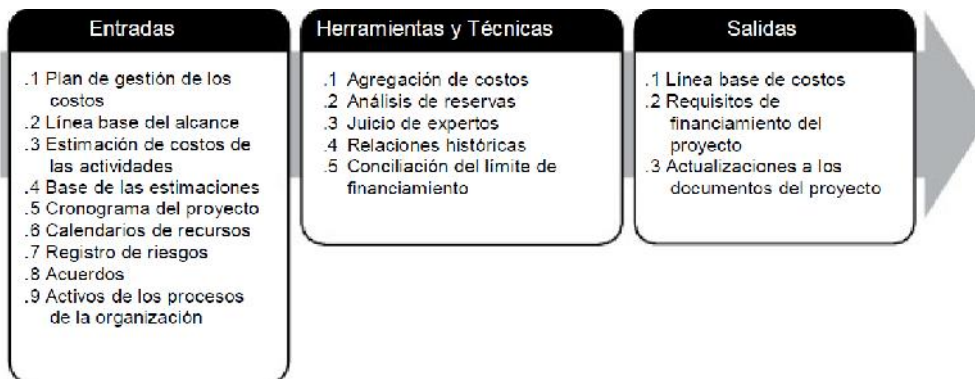 Entradas
.1 Plan de gestión de los
costos
.2 Línea base del alcance
.3 Estimación de costos de
las actividades
.4 Base de las estimaciones
.5 Cronograma del proyecto
.6 Calendarios de recursos
.7 Registro de riesgos
.8 Acuerdos
.9 Activos de los procesos
de la organización
Herramientas y Técnicas
.1 Agregación de costos
.2 Análisis de reservas
.3 Juicio de expertos
.4 Relaciones históricas
.5 Conciliación del límite de
financiamiento
Salidas
.1 Línea base de costos
.2 Requisitos de
financiamiento del
proyecto
.3 Actualizaciones a los
documentos del proyecto